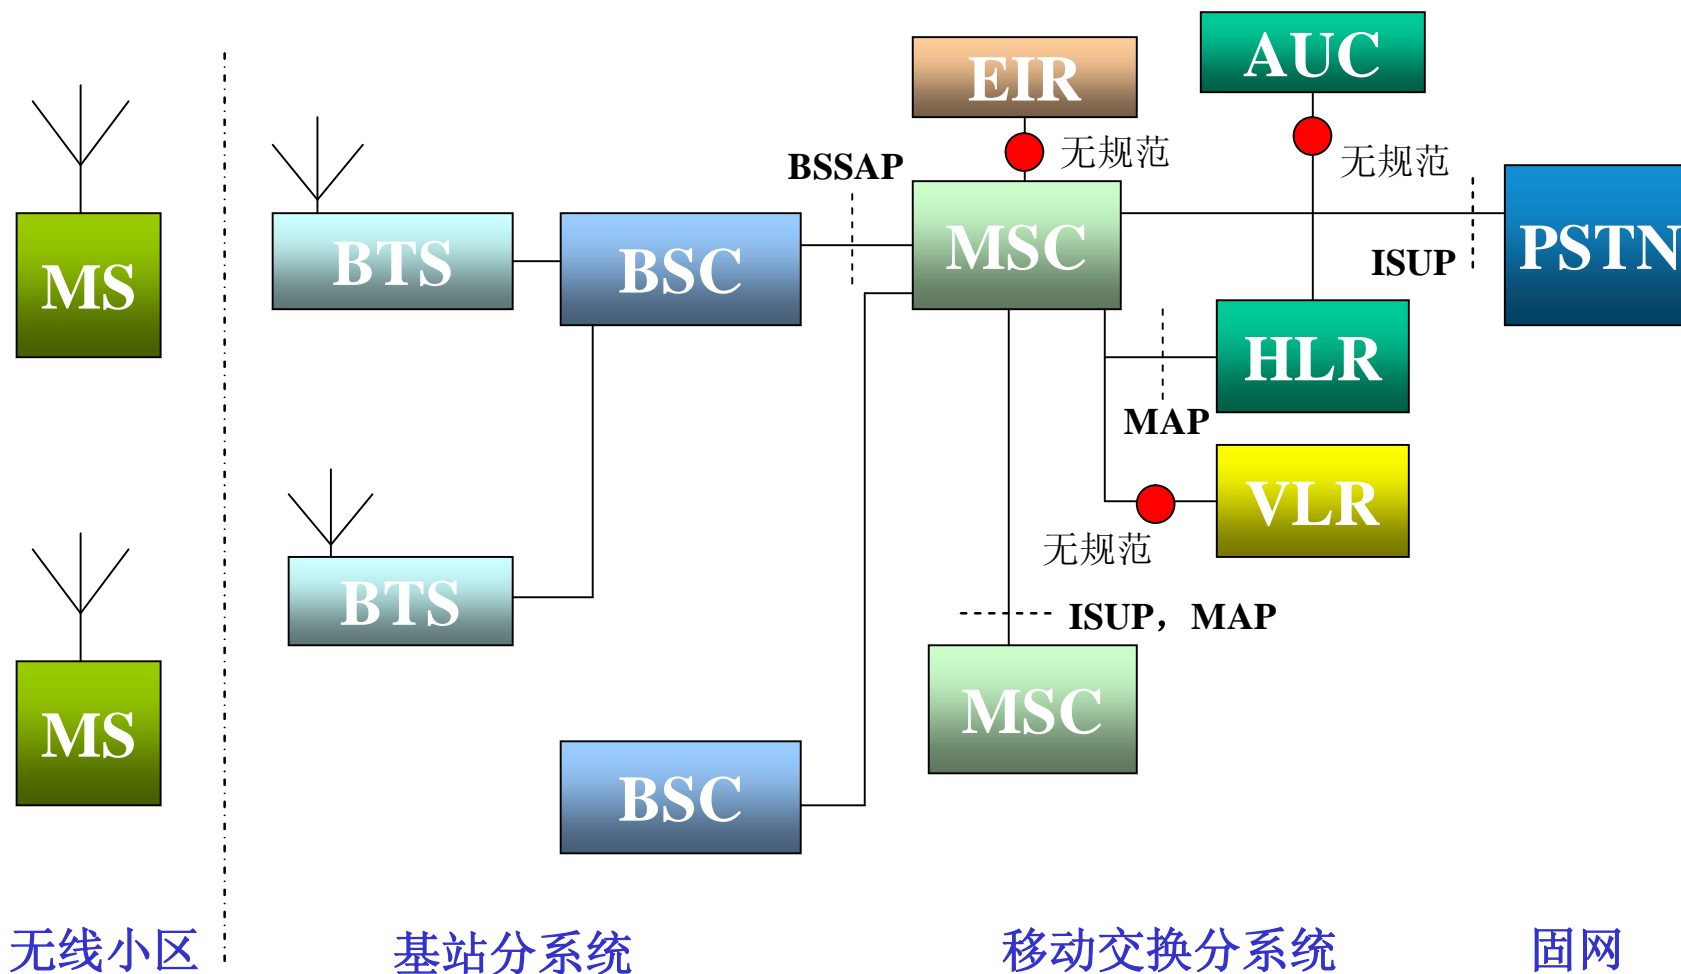 AUC
EIR
无规范
无规范
BSSAP
MS
BTS
BSC
MSC
PSTN
ISUP
HLR
MAP
VLR
无规范
BTS
ISUP，MAP
MS
MSC
BSC
无线小区
基站分系统
移动交换分系统
固网